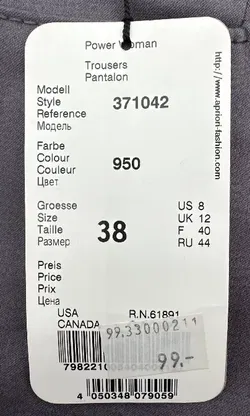 Power Woman
Trousers
Pantalon
http://www.apriori-fashion.com
Modell
Style 371042
Reference
Модель
Farbe
Colour 950
Couleur
Цвет
Groesse US 8
Size 38 UK 12
Taille F 40
Размер RU 44
Preis
Price
Prix
Цена
USA R.N.61891
CANADA
99.33000211
99.-
4 050348 079059